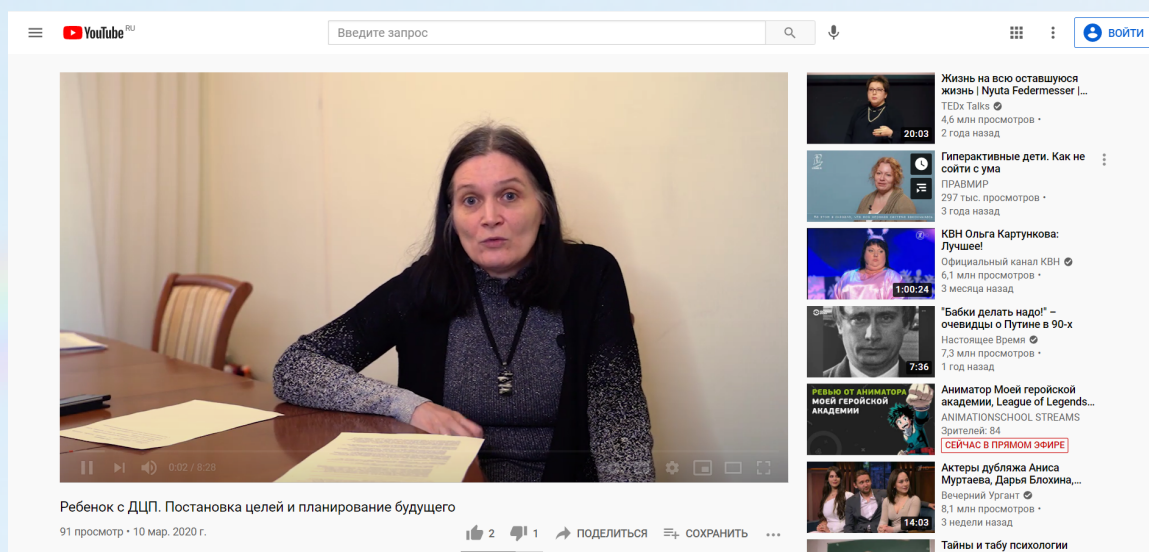 YouTube RU
Введите запрос
ВОЙТИ
0:02 / 8:28
Ребенок с ДЦП. Постановка целей и планирование будущего
91 просмотр • 10 мар. 2020 г.
2
1
ПОДЕЛИТЬСЯ
СОХРАНИТЬ
20:03
Жизнь на всю оставшуюся
жизнь | Nyuta Federmesser |...
TEDx Talks
4,6 млн просмотров •
2 года назад
Гиперактивные дети. Как не
сойти с ума
ПРАВМИР
297 тыс. просмотров •
3 года назад
1:00:24
КВН Ольга Картункова:
Лучшее!
Официальный канал КВН
6,1 млн просмотров •
3 месяца назад
7:36
"Бабки делать надо!" –
очевидцы о Путине в 90-х
Настоящее Время
7,3 млн просмотров •
1 год назад
РЕВЬЮ ОТ АНИМАТОРА
МОЕЙ ГЕРОЙСКОЙ
АКАДЕМИИ
Аниматор Моей геройской
академии, League of Legends...
ANIMATIONSCHOOL STREAMS
Зрителей: 84
СЕЙЧАС В ПРЯМОМ ЭФИРЕ
14:03
Актеры дубляжа Аниса
Муртаева, Дарья Блохина,...
Вечерний Ургант
8,1 млн просмотров •
3 недели назад
Тайны и табу психологии